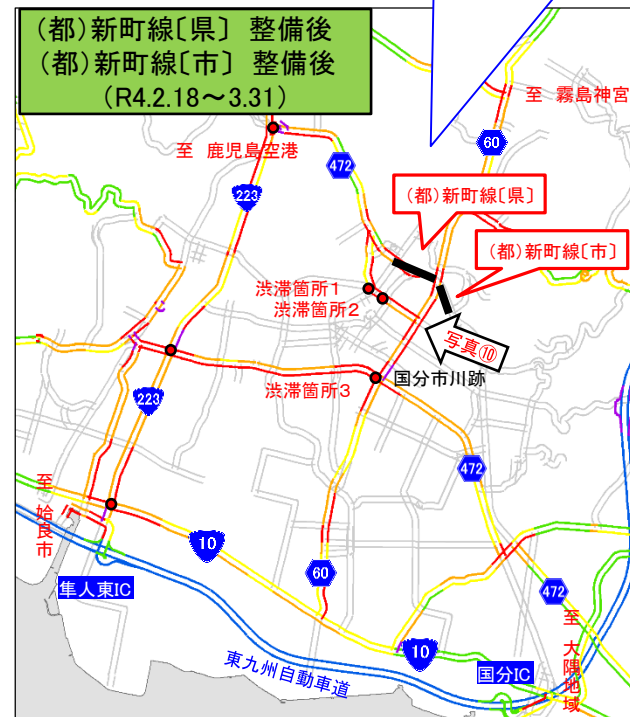 (都)新町線〔県〕 整備後
(都)新町線〔市〕 整備後
(R4.2.18～3.31)
至 霧島神宮
60
至 鹿児島空港
472
223
(都)新町線〔県〕
(都)新町線〔市〕
渋滞箇所1
渋滞箇所2
写真⑩
渋滞箇所3
国分市川跡
223
472
至 姶良市
10
60
472
隼人東IC
至 大隅地域
10
東九州自動車道
国分IC